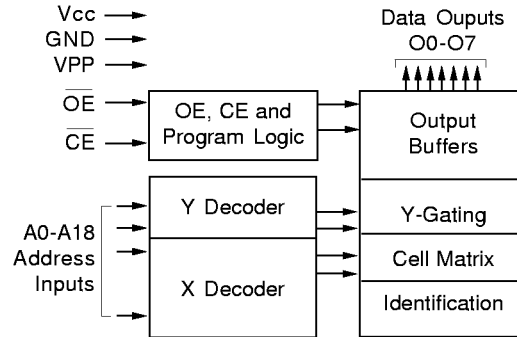 Vcc
GND
VPP
OE
CE
OE, CE and
Program Logic
Data Ouputs
O0-O7
Output
Buffers
A0-A18
Address
Inputs
Y Decoder
X Decoder
Y-Gating
Cell Matrix
Identification